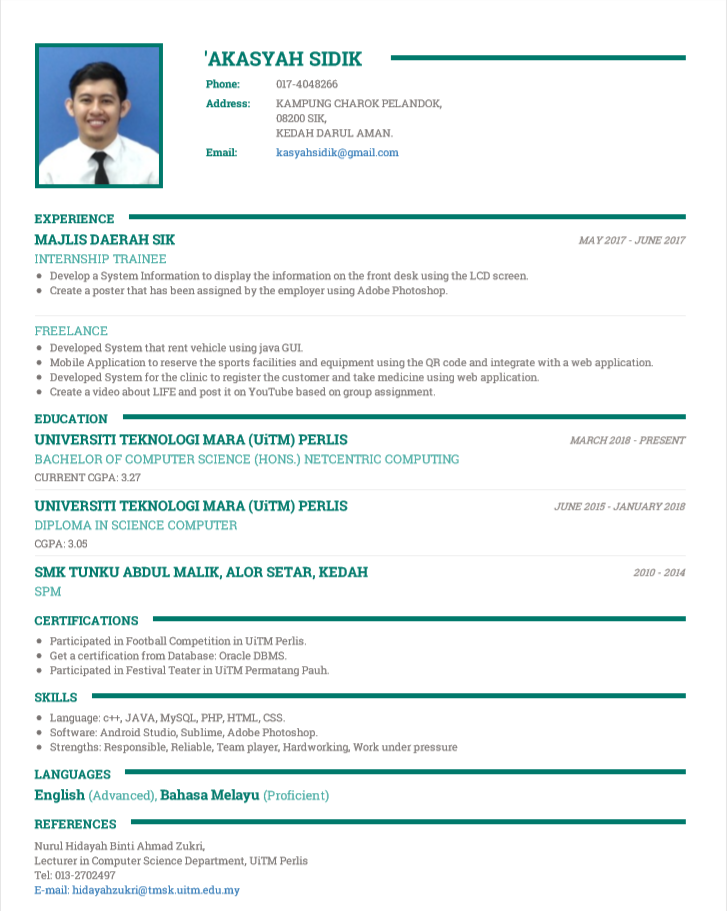 'AKASYAH SIDIK
Phone: 017-4048266
Address: KAMPUNG CHAROK PELANDOK,
08200 SIK,
KEDAH DARUL AMAN.
Email: kasyahsidik@gmail.com
EXPERIENCE
MAJLIS DAERAH SIK MAY 2017 - JUNE 2017
INTERNSHIP TRAINEE
• Develop a System Information to display the information on the front desk using the LCD screen.
• Create a poster that has been assigned by the employer using Adobe Photoshop.
FREELANCE
• Developed System that rent vehicle using java GUI.
• Mobile Application to reserve the sports facilities and equipment using the QR code and integrate with a web application.
• Developed System for the clinic to register the customer and take medicine using web application.
• Create a video about LIFE and post it on YouTube based on group assignment.
EDUCATION
UNIVERSITI TEKNOLOGI MARA (UiTM) PERLIS MARCH 2018 - PRESENT
BACHELOR OF COMPUTER SCIENCE (HONS.) NETCENTRIC COMPUTING
CURRENT CGPA: 3.27
UNIVERSITI TEKNOLOGI MARA (UiTM) PERLIS JUNE 2015 - JANUARY 2018
DIPLOMA IN SCIENCE COMPUTER
CGPA: 3.05
SMK TUNKU ABDUL MALIK, ALOR SETAR, KEDAH 2010 - 2014
SPM
CERTIFICATIONS
• Participated in Football Competition in UiTM Perlis.
• Get a certification from Database: Oracle DBMS.
• Participated in Festival Teater in UiTM Permatang Pauh.
SKILLS
• Language: c++, JAVA, MySQL, PHP, HTML, CSS.
• Software: Android Studio, Sublime, Adobe Photoshop.
• Strengths: Responsible, Reliable, Team player, Hardworking, Work under pressure
LANGUAGES
English (Advanced), Bahasa Melayu (Proficient)
REFERENCES
Nurul Hidayah Binti Ahmad Zukri,
Lecturer in Computer Science Department, UiTM Perlis
Tel: 013-2702497
E-mail: hidayahzukri@tmsk.uitm.edu.my